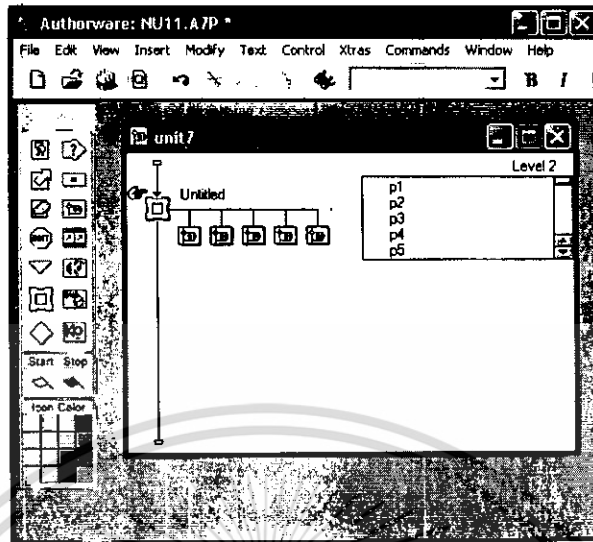 Authorware: NU11.A7P *
File Edit View Insert Modify Text Control Xtras Commands Window Help
B I
unit7
Level 2
Untitled
p1
p2
p3
p4
p5
Start Stop
Icon Color